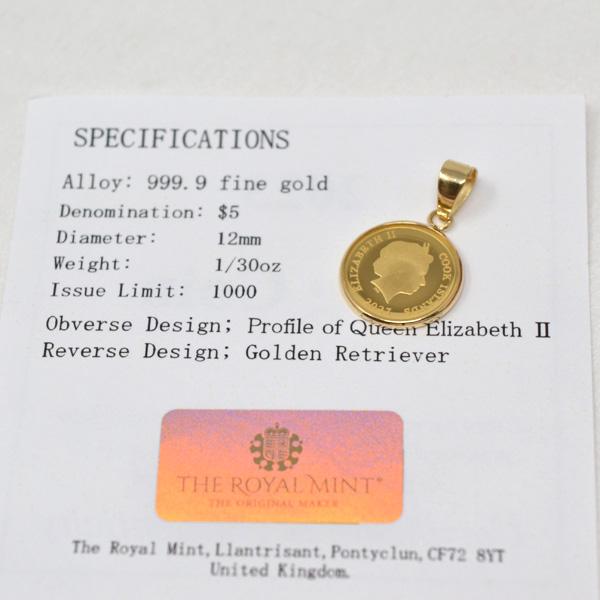 SPECIFICATIONS
Alloy: 999.9 fine gold
Denomination: $5
Diameter: 12mm
Weight: 1/30oz
Issue Limit: 1000
Obverse Design; Profile of Queen Elizabeth II
Reverse Design; Golden Retriever
ELIZABETH II
COOK ISLANDS
THE ROYAL MINT®
THE ORIGINAL MAKER
The Royal Mint, Llantrisant, Pontyclun, CF72 8YT
United Kingdom.